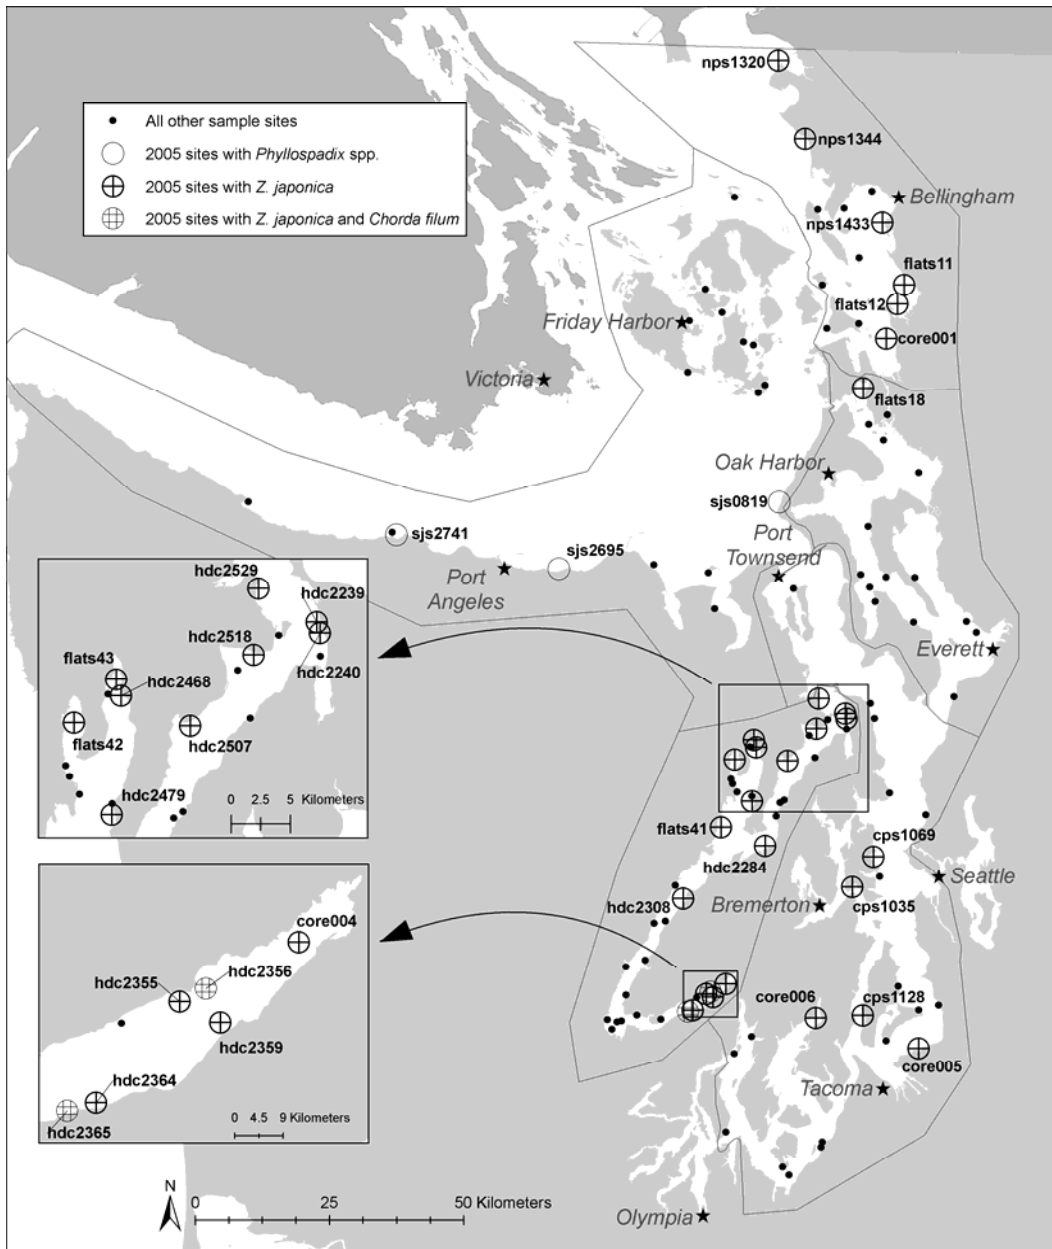 nps1320
All other sample sites
2005 sites with Phyllospadix spp.
2005 sites with Z. japonica
2005 sites with Z. japonica and Chorda filum
nps1344
Bellingham
nps1433
flats11
flats12
Friday Harbor
core001
Victoria
flats18
Oak Harbor
sjs0819
sjs2741
Port
Townsend
sjs2695
Port
Angeles
Everett
hdc2529
hdc2239
hdc2518
flats43
hdc2468
hdc2240
flats42
hdc2507
hdc2479
0 2.5 5 Kilometers
flats41
hdc2284
cps1069
Seattle
hdc2308
Bremerton
cps1035
core004
hdc2356
hdc2355
hdc2359
hdc2364
hdc2365
0 4.5 9 Kilometers
core006
cps1128
core005
Tacoma
N
0 25 50 Kilometers
Olympia